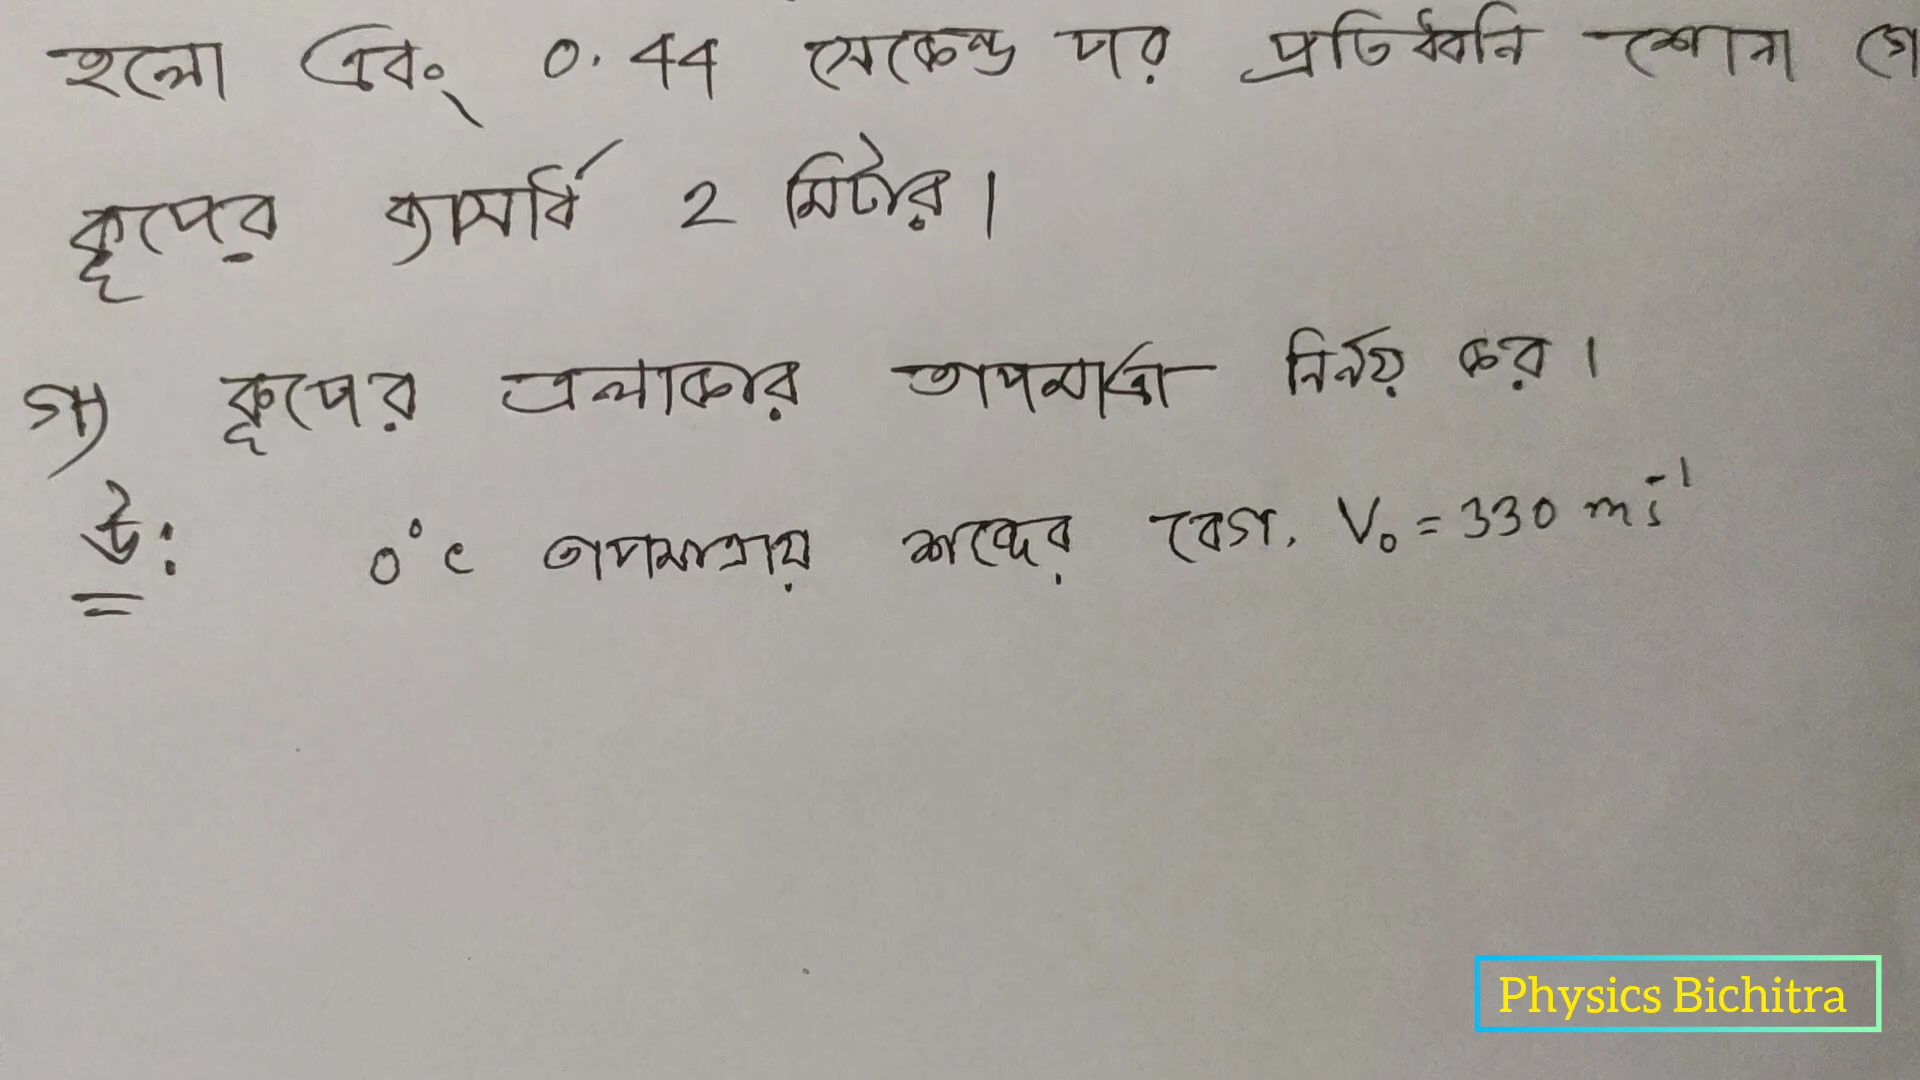 হলো এবং 0.44 সেকেন্ড পর প্রতিধ্বনি শোনা গে
কূপের ব্যাসার্ধ 2 মিটার।
গ) কূপের এলাকার তাপমাত্রা নির্নয় কর।
উ: 0°c তাপমাত্রায় শব্দের বেগ, V₀ = 330 ms⁻¹
Physics Bichitra